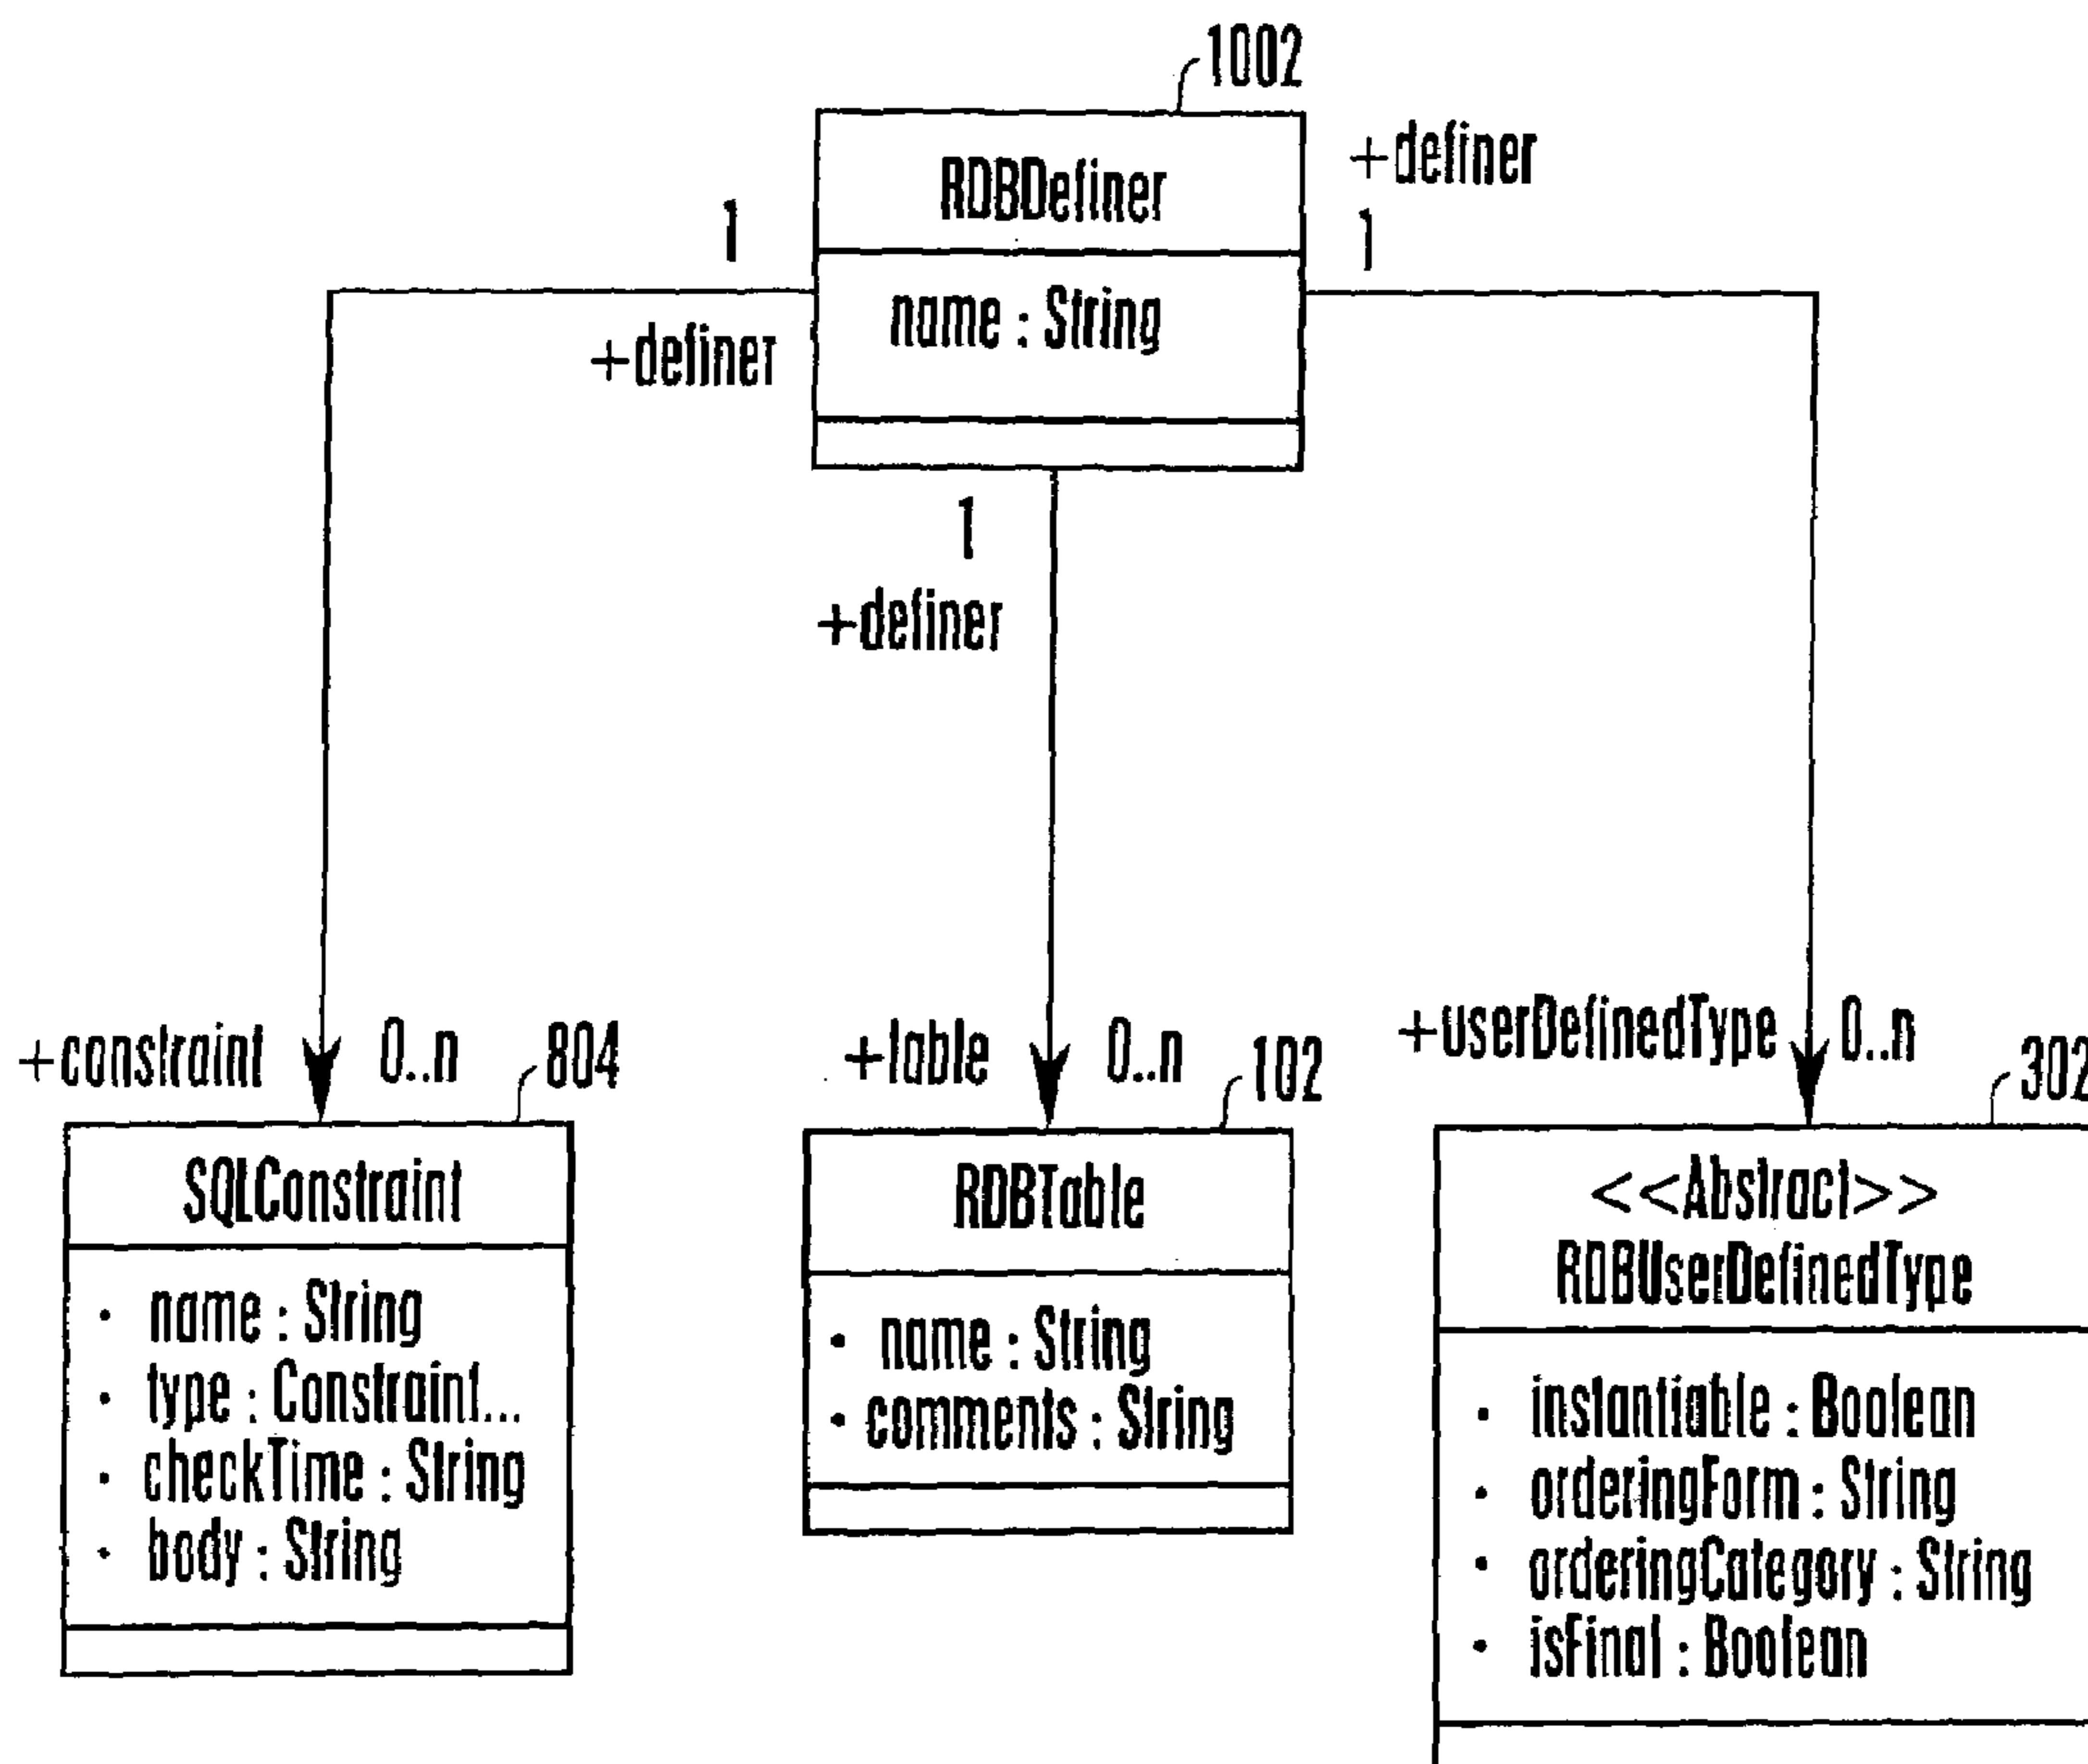 1002
+definer
RDBDefiner
1
1
name : String
+definer
1
+definer
+constraint
0..n
804
+table
0..n
102
+userDefinedType
0..n
302
SQLConstraint
· name : String
· type : Constraint...
· checkTime : String
· body : String
RDBTable
· name : String
· comments : String
<<Abstract>>
RDBUserDefinedType
· instantiable : Boolean
· orderingForm : String
· orderingCategory : String
· isFinal : Boolean